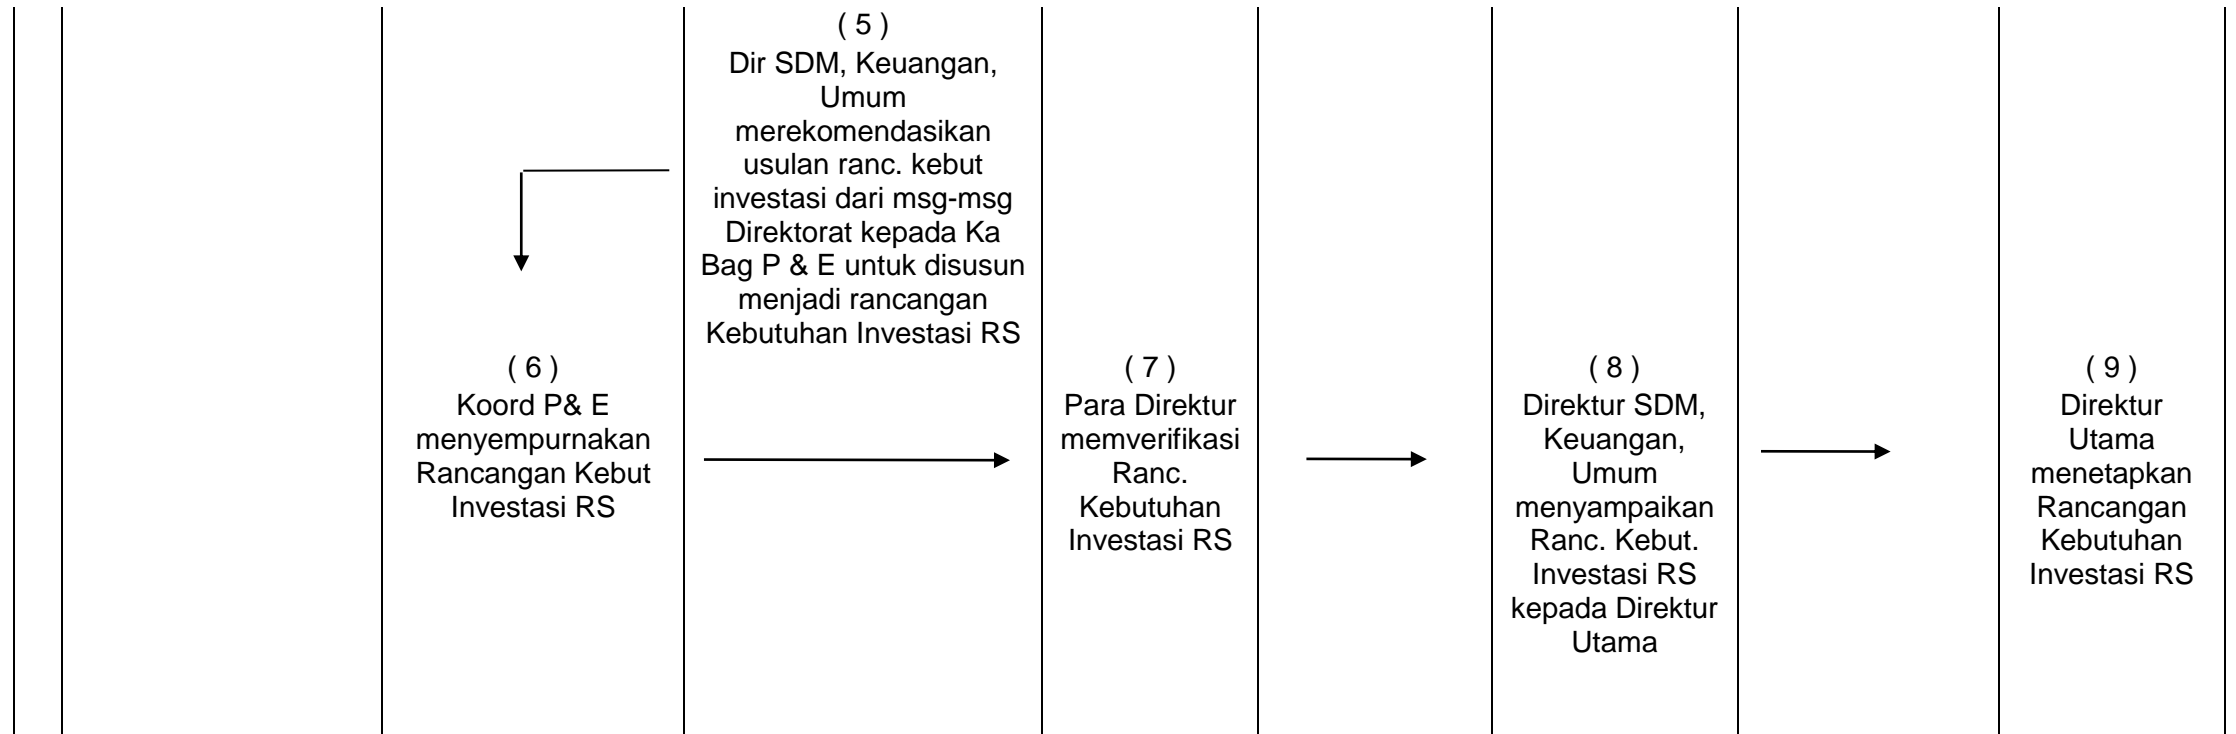 ( 5 )
Dir SDM, Keuangan,
Umum
merekomendasikan
usulan ranc. kebut
investasi dari msg-msg
Direktorat kepada Ka
Bag P & E untuk disusun
menjadi rancangan
Kebutuhan Investasi RS
( 6 )
Koord P& E
menyempurnakan
Rancangan Kebut
Investasi RS
( 7 )
Para Direktur
memverifikasi
Ranc.
Kebutuhan
Investasi RS
( 8 )
Direktur SDM,
Keuangan,
Umum
menyampaikan
Ranc. Kebut.
Investasi RS
kepada Direktur
Utama
( 9 )
Direktur
Utama
menetapkan
Rancangan
Kebutuhan
Investasi RS